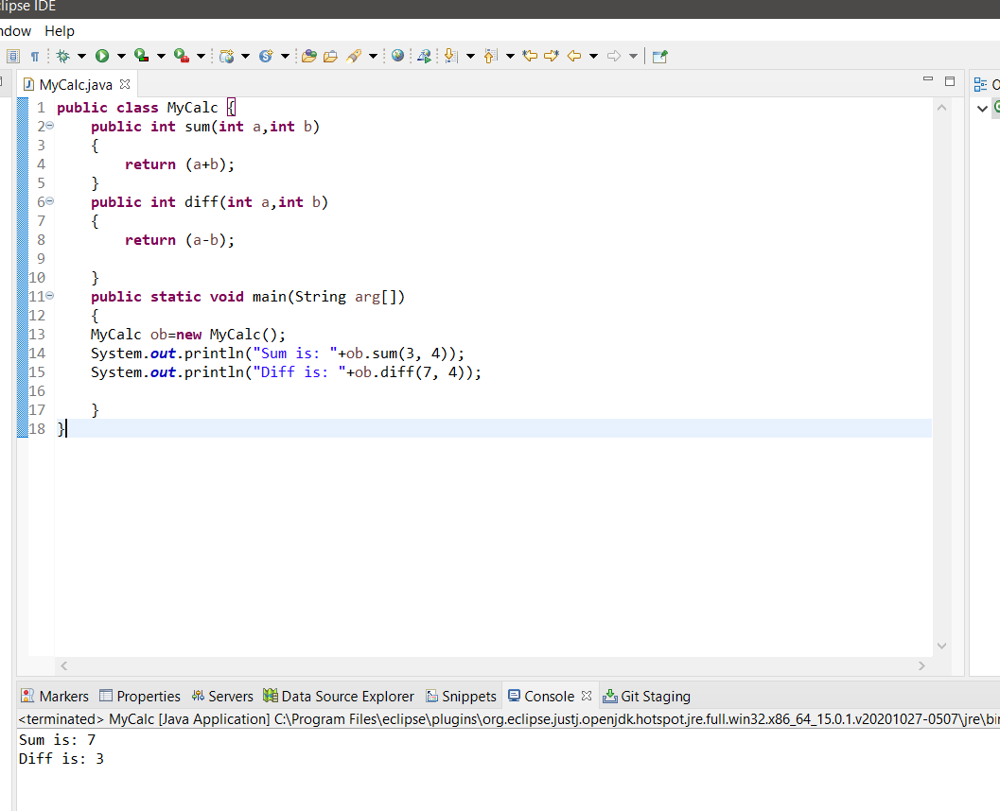 clipse IDE
ndow Help
MyCalc.java
1 public class MyCalc {
2 public int sum(int a,int b)
3 {
4 return (a+b);
5 }
6 public int diff(int a,int b)
7 {
8 return (a-b);
9
10 }
11 public static void main(String arg[])
12 {
13 MyCalc ob=new MyCalc();
14 System.out.println("Sum is: "+ob.sum(3, 4));
15 System.out.println("Diff is: "+ob.diff(7, 4));
16
17 }
18 }
Markers Properties Servers Data Source Explorer Snippets Console Git Staging
<terminated> MyCalc [Java Application] C:\Program Files\eclipse\plugins\org.eclipse.justj.openjdk.hotspot.jre.full.win32.x86_64_15.0.1.v20201027-0507\jre\bin
Sum is: 7
Diff is: 3